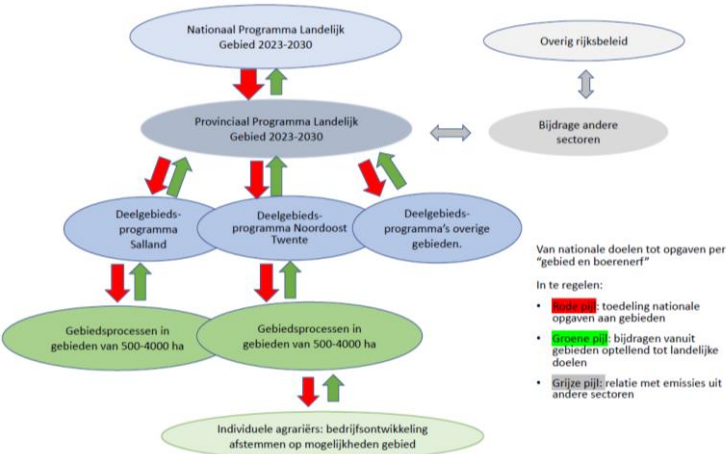 Nationaal Programma Landelijk
Gebied 2023-2030
Overig rijksbeleid
Provinciaal Programma Landelijk
Gebied 2023-2030
Bijdrage andere
sectoren
Deelgebieds-
programma
Salland
Deelgebieds-
programma Noordoost
Twente
Deelgebieds-
programma's overige
gebieden.
Gebiedsprocessen in
gebieden van 500-4000 ha
Gebiedsprocessen in
gebieden van 500-4000 ha
Individuele agrariërs: bedrijfsontwikkeling
afstemmen op mogelijkheden gebied
Van nationale doelen tot opgaven per
"gebied en boerenerf"
In te regelen:
• Rode pijl: toedeling nationale
opgaven aan gebieden
• Groene pijl: bijdragen vanuit
gebieden optellend tot landelijke
doelen
• Grijze pijl: relatie met emissies uit
andere sectoren